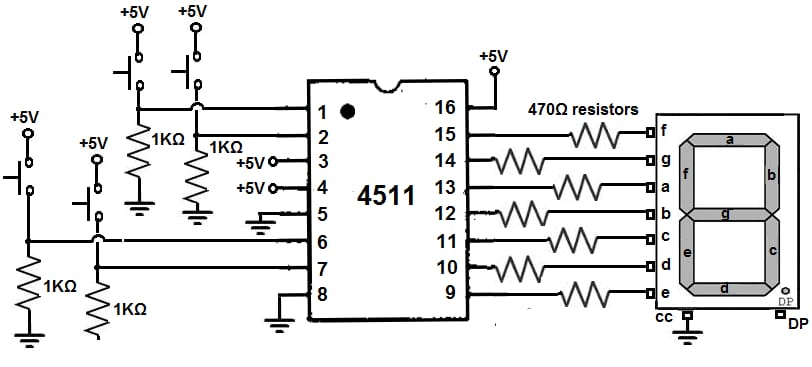 +5V
+5V
+5V
+5V
+5V
1KΩ
1KΩ
1KΩ
1KΩ
+5V
+5V
4511
1
2
3
4
5
6
7
8
16
15
14
13
12
11
10
9
470Ω resistors
f
g
a
b
c
d
e
a
f
b
g
e
c
d
DP
cc
DP